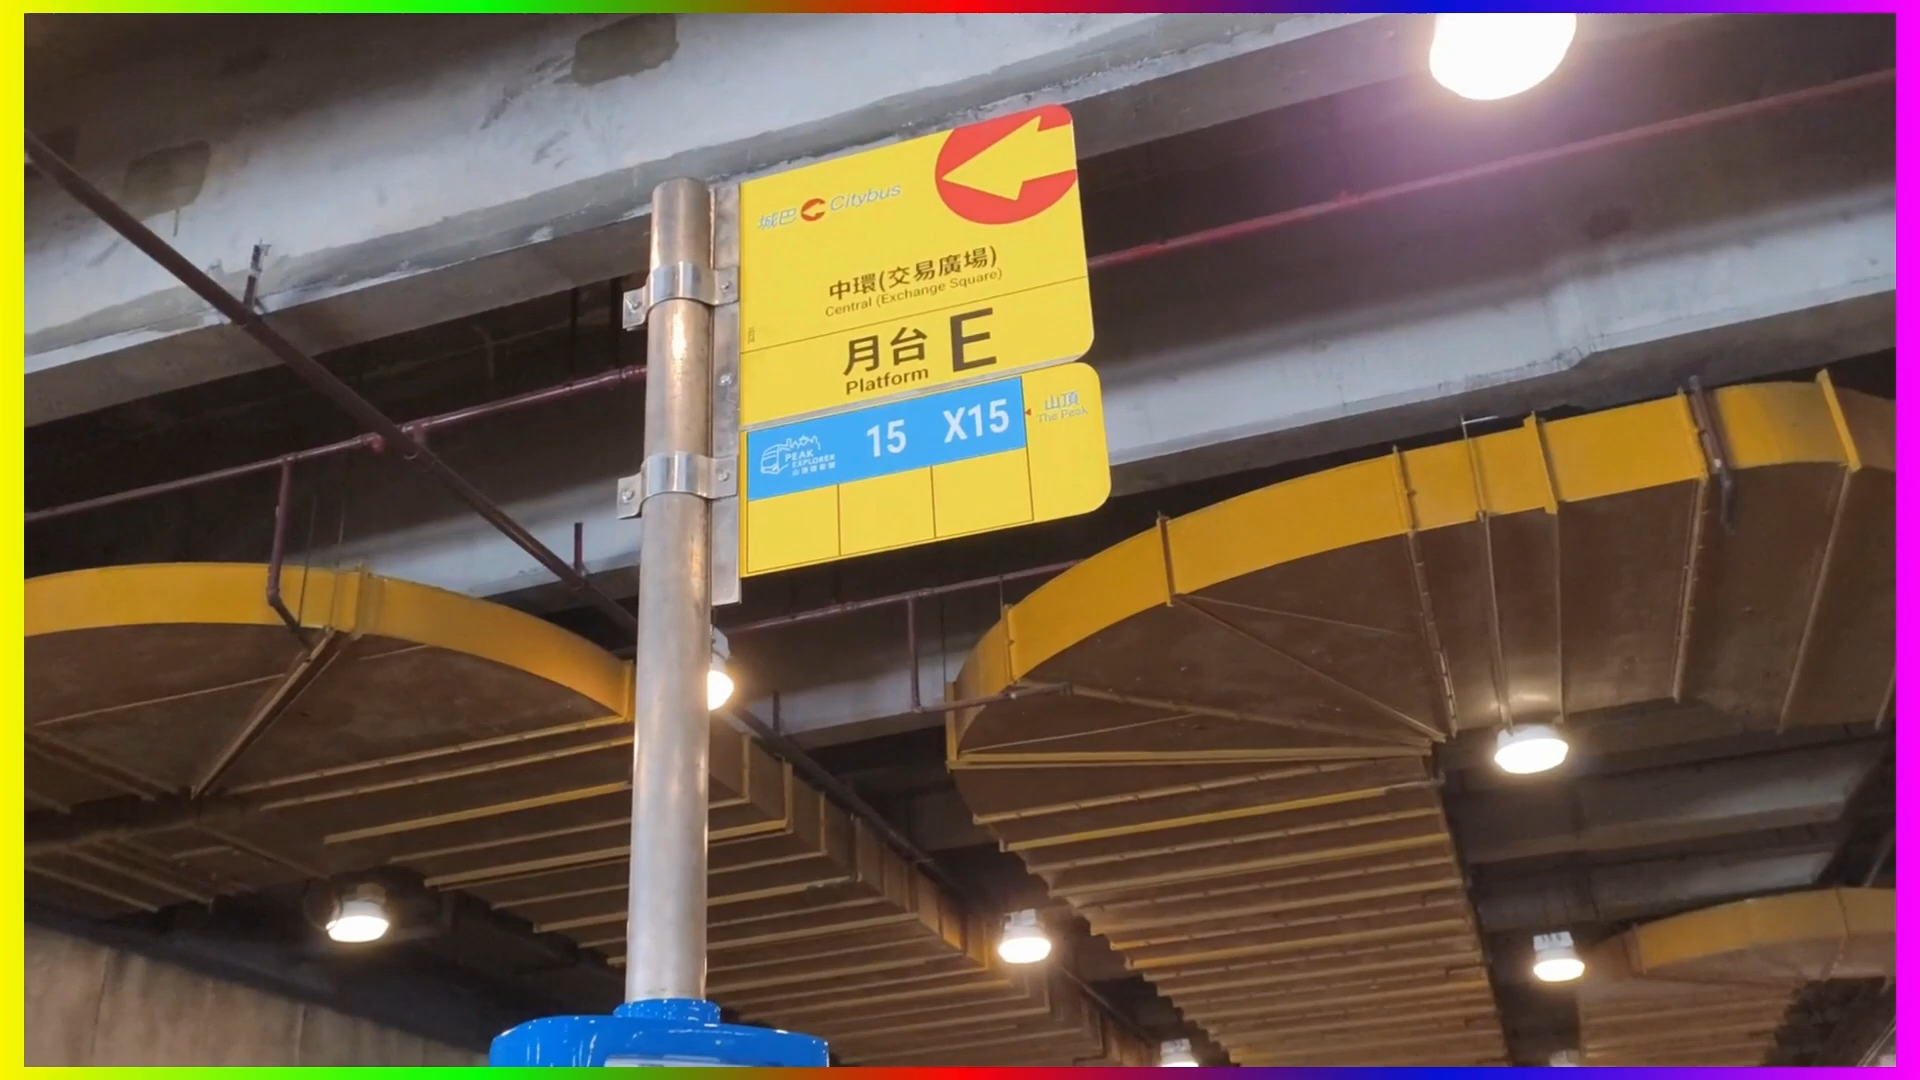 城巴 Citybus
中環(交易廣場)
Central (Exchange Square)
月台 E
Platform
PEAK EXPLORER 15 X15 山頂
The Peak